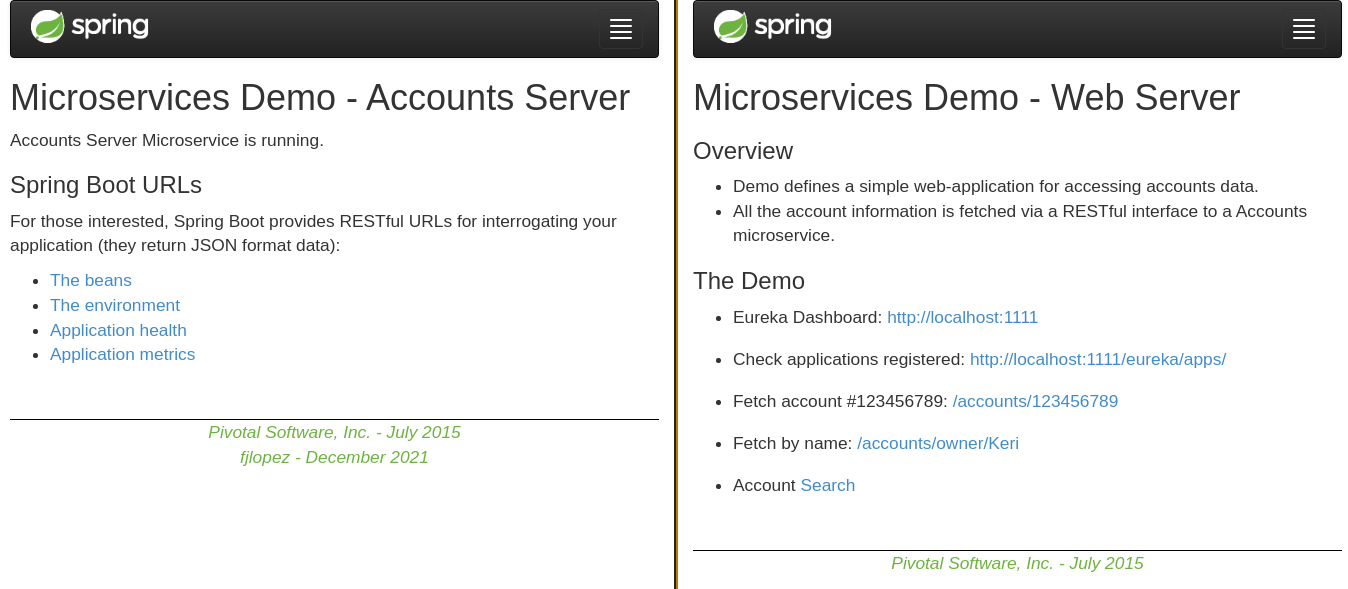 spring
Microservices Demo - Accounts Server
Accounts Server Microservice is running.
Spring Boot URLs
For those interested, Spring Boot provides RESTful URLs for interrogating your
application (they return JSON format data):
The beans
The environment
Application health
Application metrics
Pivotal Software, Inc. - July 2015
fjlopez - December 2021
spring
Microservices Demo - Web Server
Overview
Demo defines a simple web-application for accessing accounts data.
All the account information is fetched via a RESTful interface to a Accounts
microservice.
The Demo
Eureka Dashboard: http://localhost:1111
Check applications registered: http://localhost:1111/eureka/apps/
Fetch account #123456789: /accounts/123456789
Fetch by name: /accounts/owner/Keri
Account Search
Pivotal Software, Inc. - July 2015